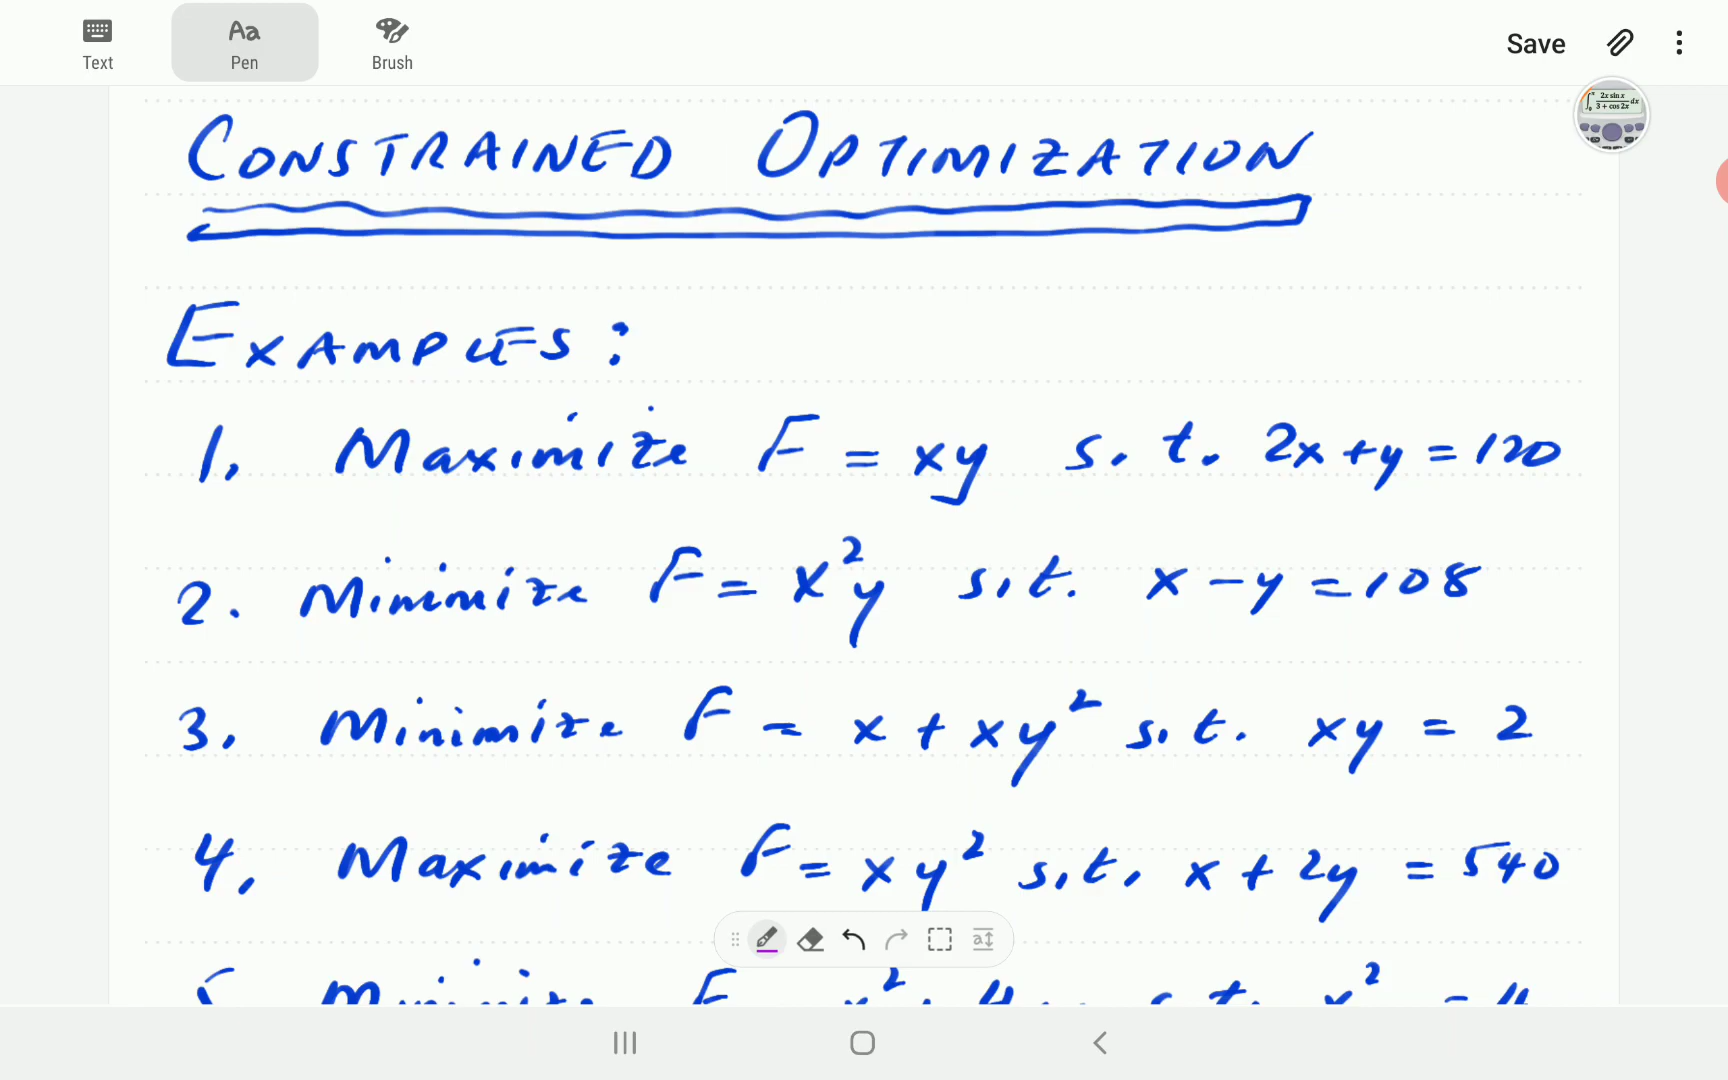 Text
Aa
Pen
Brush
Save
CONSTRAINED OPTIMIZATION
EXAMPLES:
1. Maximize F = xy s.t. 2x+y = 120
2. Minimize F = x²y s.t. x-y = 108
3. Minimize F = x + xy² s.t. xy = 2
4. Maximize F = xy² s.t. x + 2y = 540